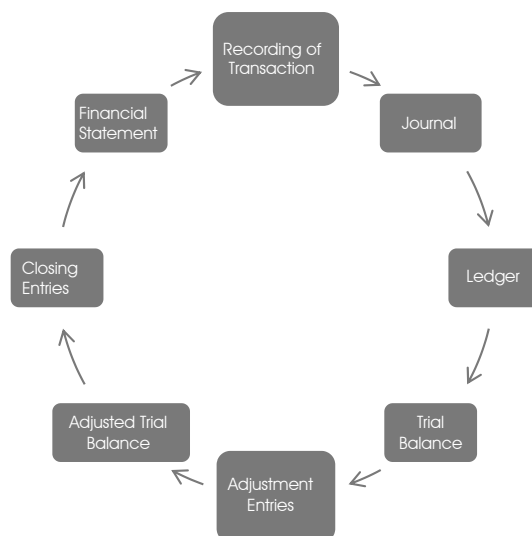 Recording of
Transaction
Journal
Ledger
Trial
Balance
Adjustment
Entries
Adjusted Trial
Balance
Closing
Entries
Financial
Statement